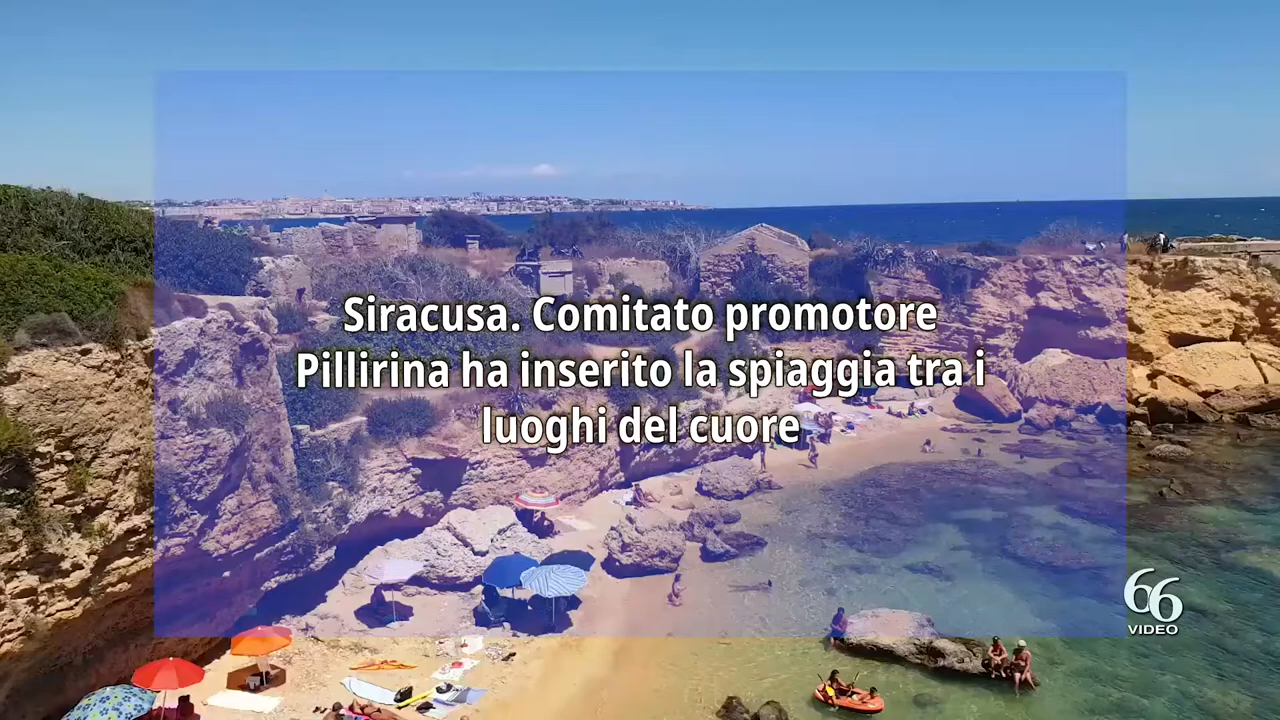 Siracusa. Comitato promotore
Pillirina ha inserito la spiaggia tra i
luoghi del cuore
66
VIDEO